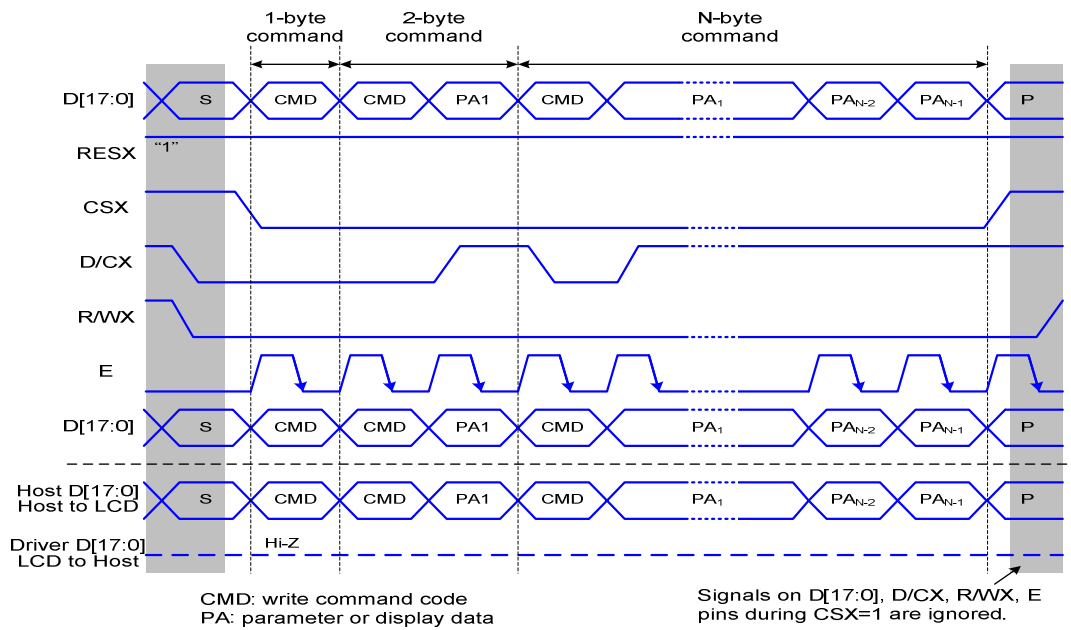 1-byte command
2-byte command
N-byte command
D[17:0] S CMD CMD PA1 CMD PA₁ PAN-2 PAN-1 P
RESX "1"
CSX
D/CX
R/WX
E
D[17:0] S CMD CMD PA1 CMD PA₁ PAN-2 PAN-1 P
Host D[17:0]
Host to LCD
S CMD CMD PA1 CMD PA₁ PAN-2 PAN-1 P
Driver D[17:0]
LCD to Host
Hi-Z
CMD: write command code
PA: parameter or display data
Signals on D[17:0], D/CX, R/WX, E
pins during CSX=1 are ignored.